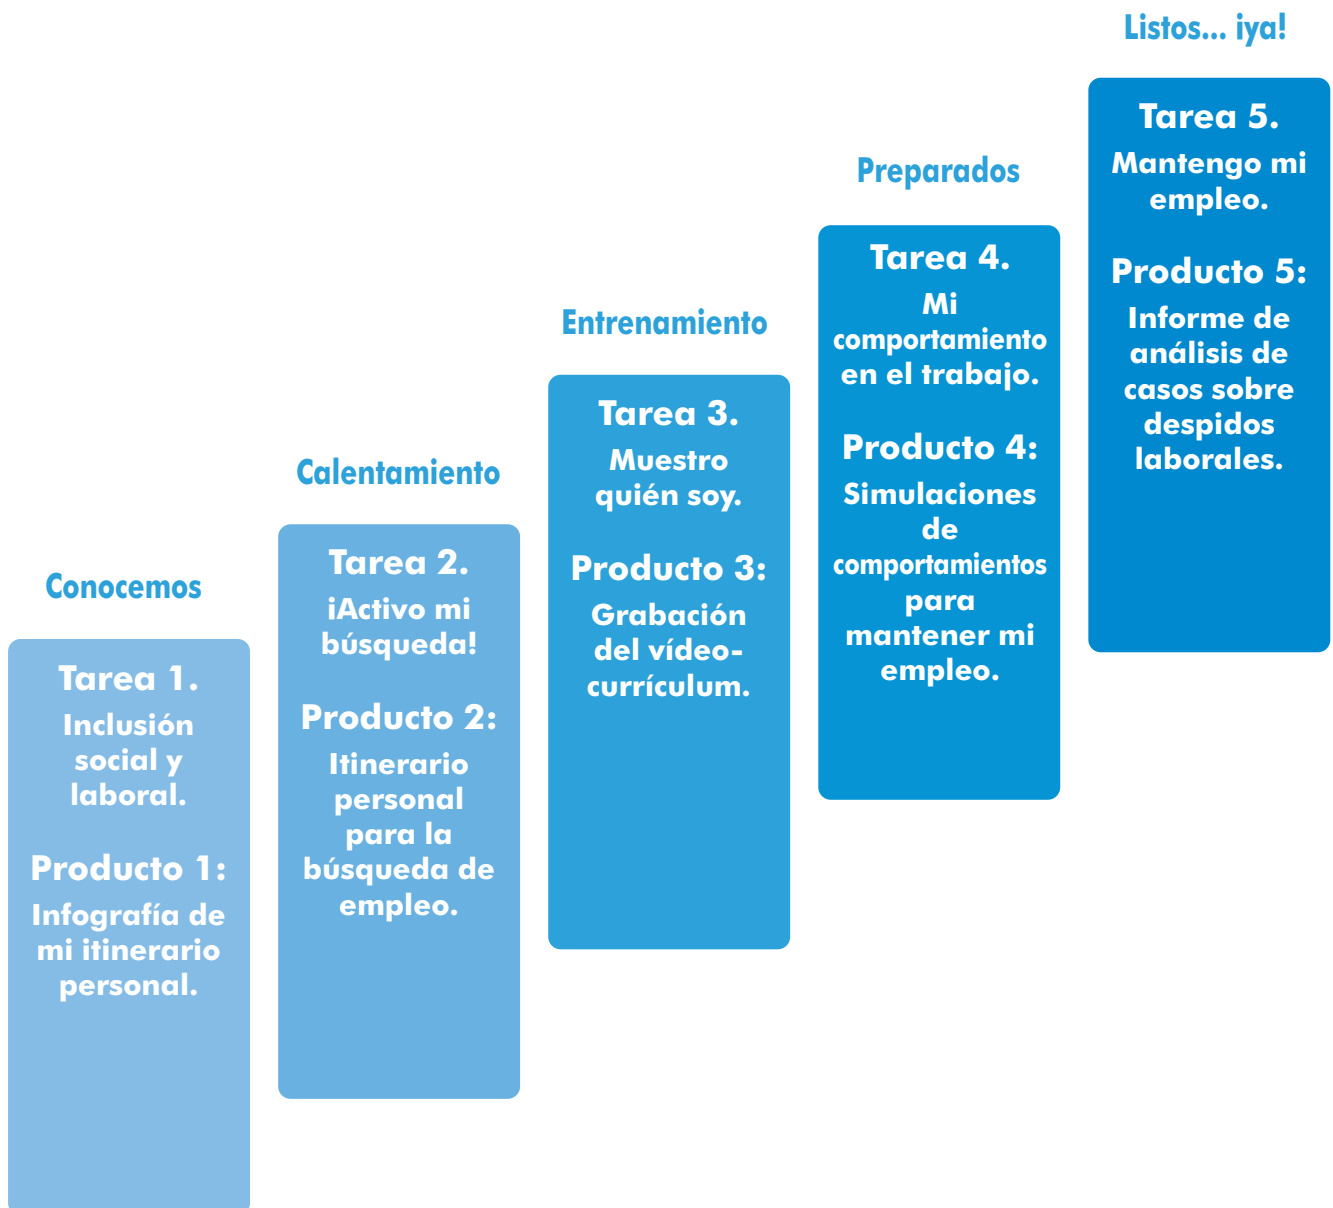 Conocemos
Tarea 1.
Inclusión
social y
laboral.
Producto 1:
Infografía de
mi itinerario
personal.
Calentamiento
Tarea 2.
¡Activo mi
búsqueda!
Producto 2:
Itinerario
personal
para la
búsqueda de
empleo.
Entrenamiento
Tarea 3.
Muestro
quién soy.
Producto 3:
Grabación
del vídeo-
currículum.
Preparados
Tarea 4.
Mi
comportamiento
en el trabajo.
Producto 4:
Simulaciones
de
comportamientos
para
mantener mi
empleo.
Listos... ¡ya!
Tarea 5.
Mantengo mi
empleo.
Producto 5:
Informe de
análisis de
casos sobre
despidos
laborales.